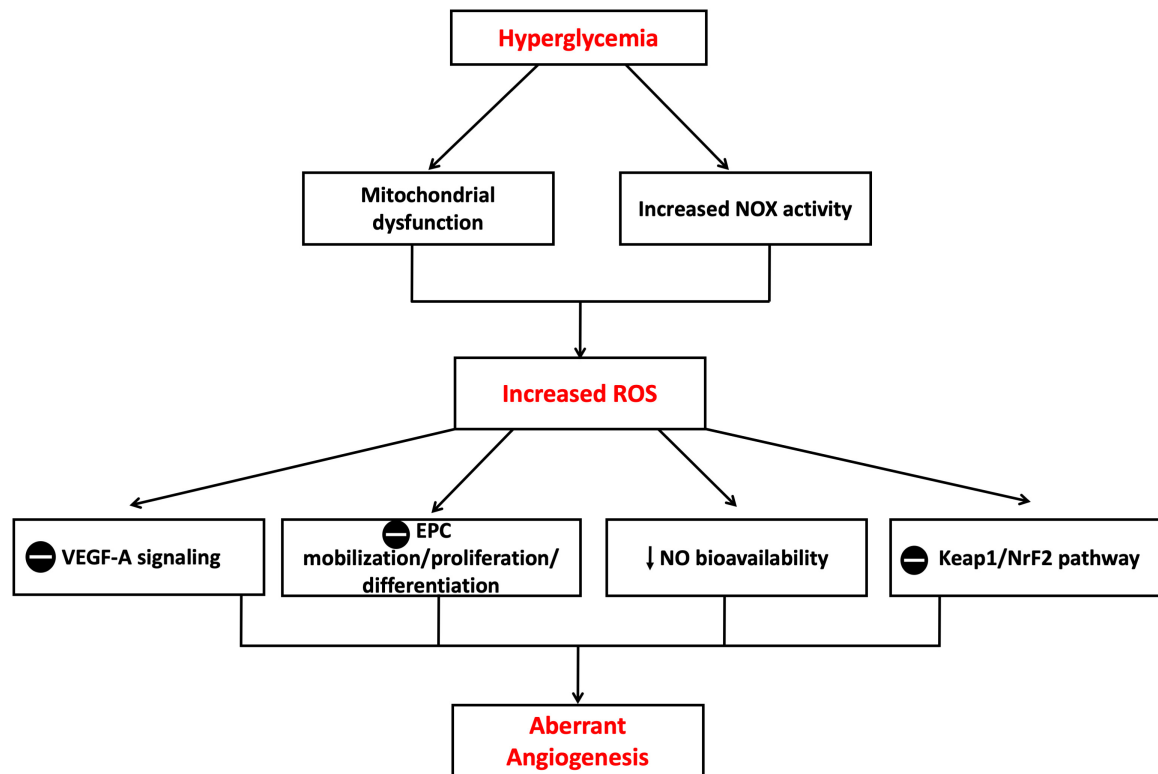 Hyperglycemia
Mitochondrial
dysfunction
Increased NOX activity
Increased ROS
VEGF-A signaling
EPC
mobilization/proliferation/
differentiation
↓ NO bioavailability
Keap1/NrF2 pathway
Aberrant
Angiogenesis